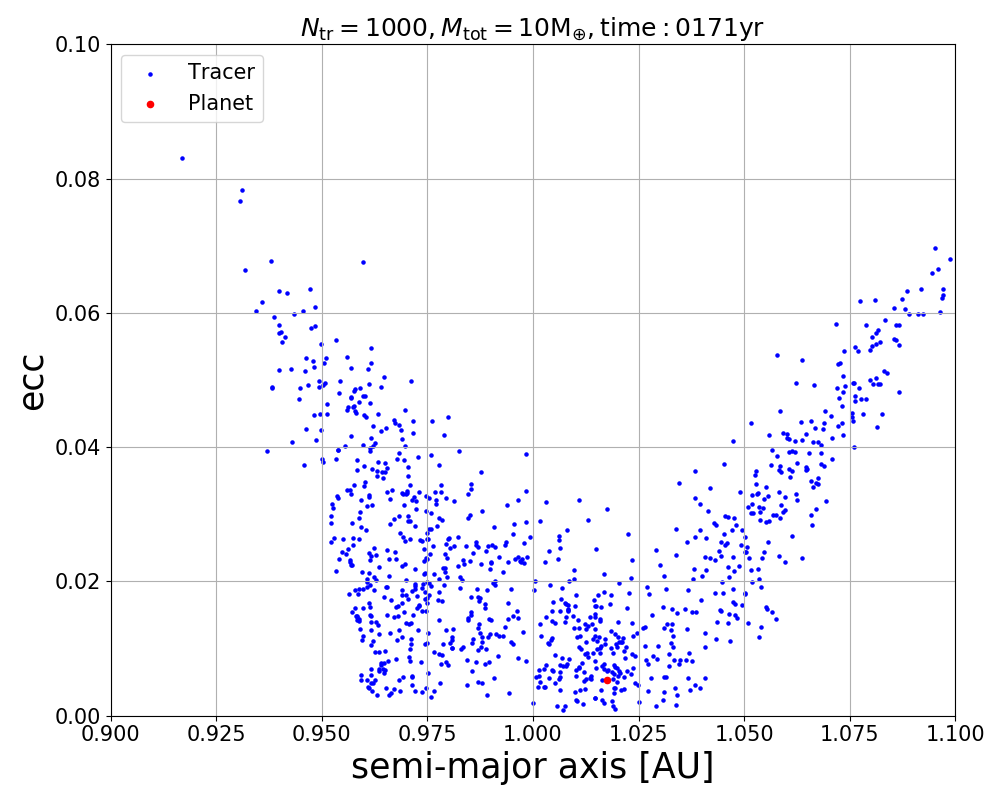 N_tr = 1000, M_tot = 10M_⊕, time : 0171yr
0.10
Tracer
Planet
0.08
0.06
0.04
0.02
0.00
ecc
0.900 0.925 0.950 0.975 1.000 1.025 1.050 1.075 1.100
semi-major axis [AU]